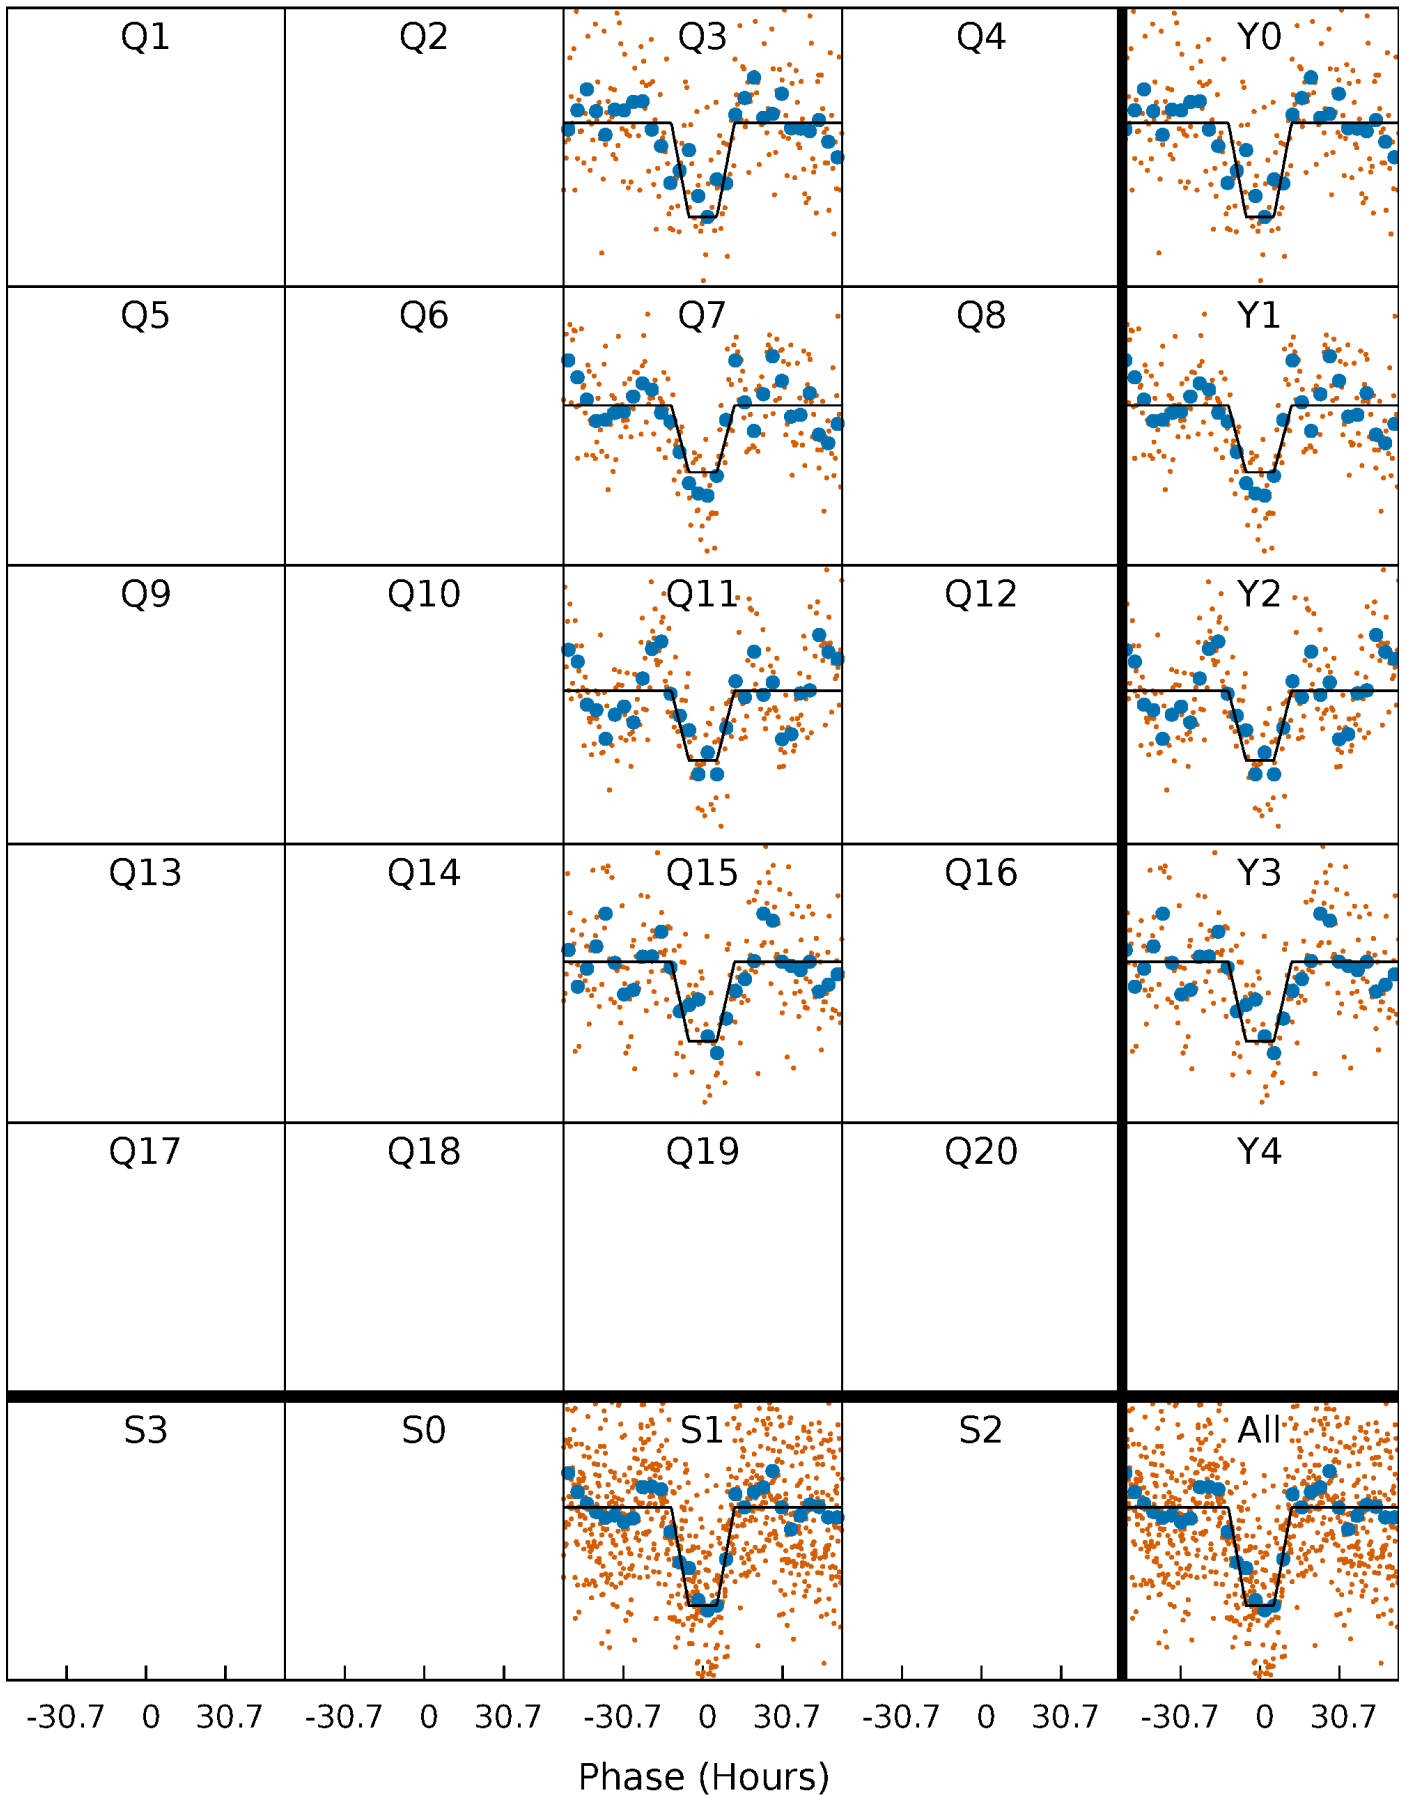 Q1 Q2 Q3 Q4 Y0
Q5 Q6 Q7 Q8 Y1
Q9 Q10 Q11 Q12 Y2
Q13 Q14 Q15 Q16 Y3
Q17 Q18 Q19 Q20 Y4
S3 S0 S1 S2 All
-30.7 0 30.7 -30.7 0 30.7 -30.7 0 30.7 -30.7 0 30.7 -30.7 0 30.7
Phase (Hours)